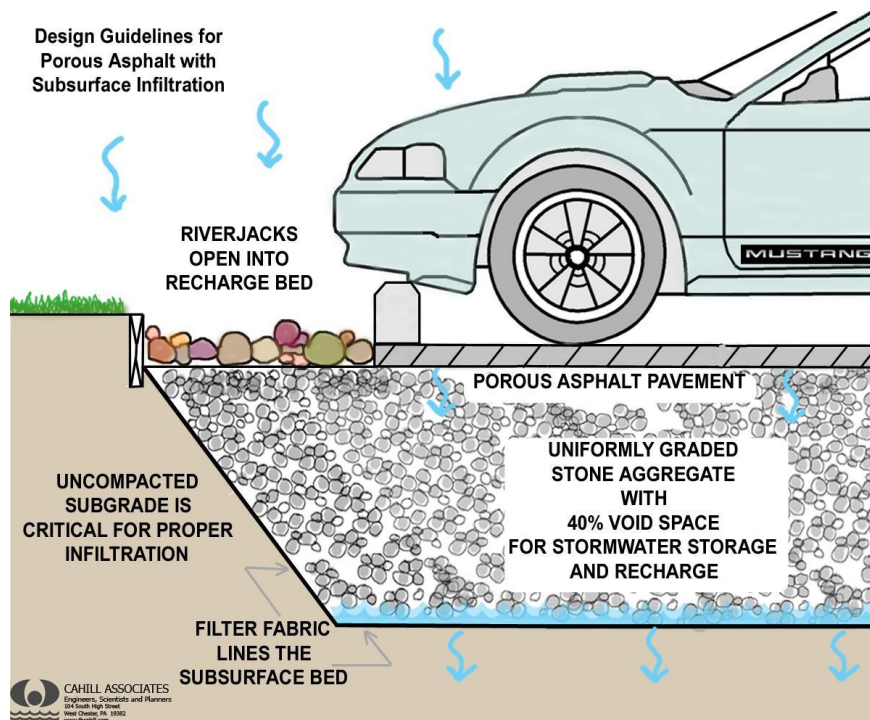 Design Guidelines for
Porous Asphalt with
Subsurface Infiltration
RIVERJACKS
OPEN INTO
RECHARGE BED
MUSTANG
POROUS ASPHALT PAVEMENT
UNIFORMLY GRADED
STONE AGGREGATE
WITH
40% VOID SPACE
FOR STORMWATER STORAGE
AND RECHARGE
UNCOMPACTED
SUBGRADE IS
CRITICAL FOR PROPER
INFILTRATION
FILTER FABRIC
LINES THE
SUBSURFACE BED
CAHILL ASSOCIATES
Engineers, Scientists and Planners
104 South High Street
West Chester, PA 19382